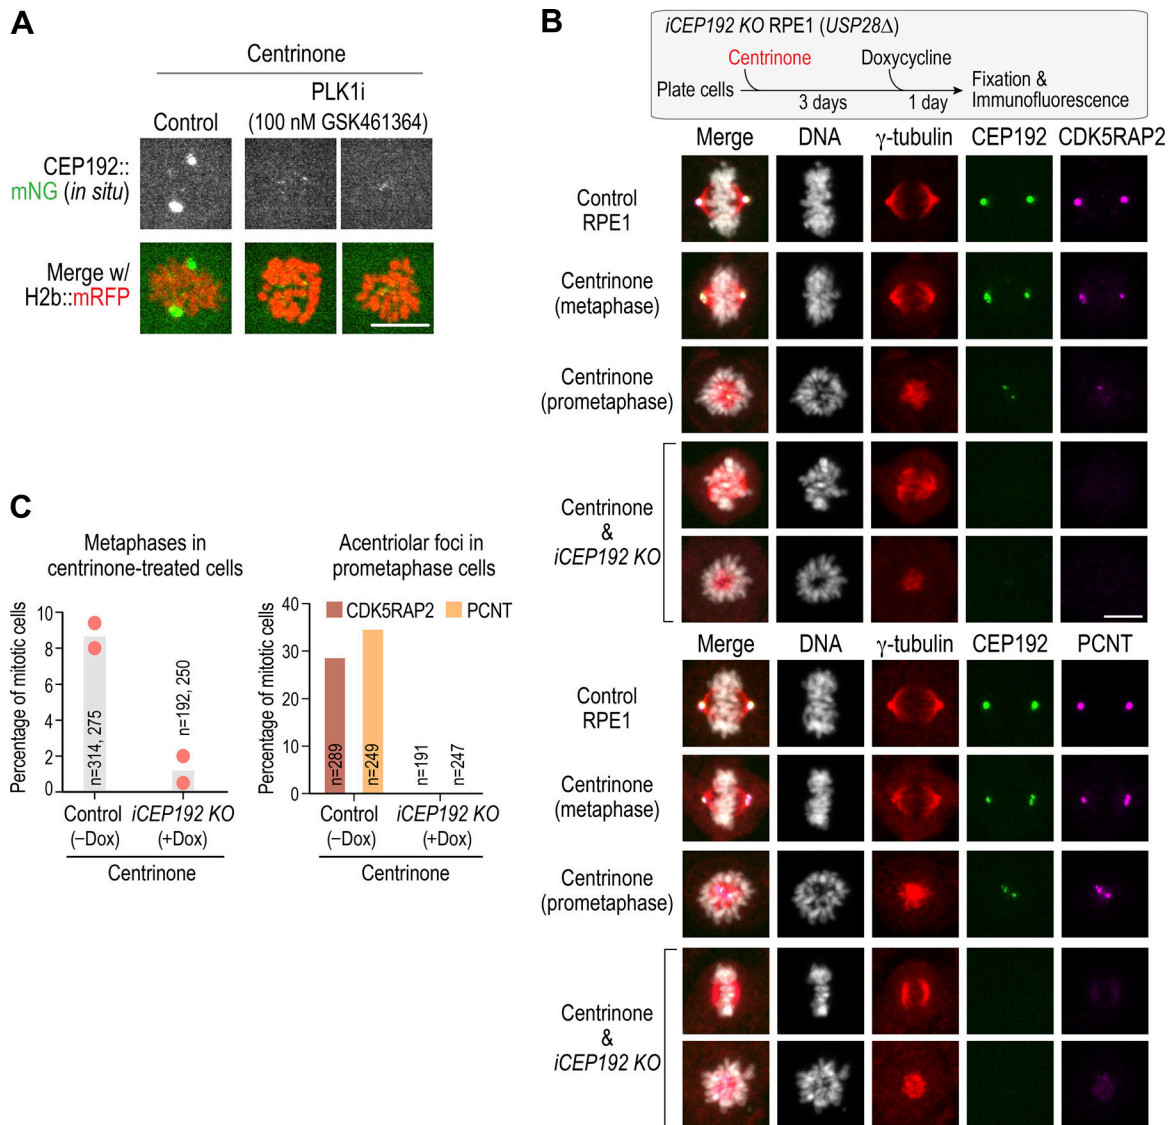 A
Centrinone
PLK1i
Control
(100 nM GSK461364)
CEP192::
mNG (in situ)
Merge w/
H2b::mRFP
B
iCEP192 KO RPE1 (USP28Δ)
Centrinone
Doxycycline
Plate cells
3 days
1 day
Fixation &
Immunofluorescence
Merge DNA γ-tubulin CEP192 CDK5RAP2
Control
RPE1
Centrinone
(metaphase)
Centrinone
(prometaphase)
Centrinone
&
iCEP192 KO
Merge DNA γ-tubulin CEP192 PCNT
Control
RPE1
Centrinone
(metaphase)
Centrinone
(prometaphase)
Centrinone
&
iCEP192 KO
C
Metaphases in
centrinone-treated cells
Percentage of mitotic cells
10
8
6
4
2
0
n=314, 275
n=192, 250
Control
(–Dox)
iCEP192 KO
(+Dox)
Centrinone
Acentriolar foci in
prometaphase cells
Percentage of mitotic cells
40
30
20
10
0
CDK5RAP2
PCNT
n=289
n=249
n=191
n=247
Control
(–Dox)
iCEP192 KO
(+Dox)
Centrinone